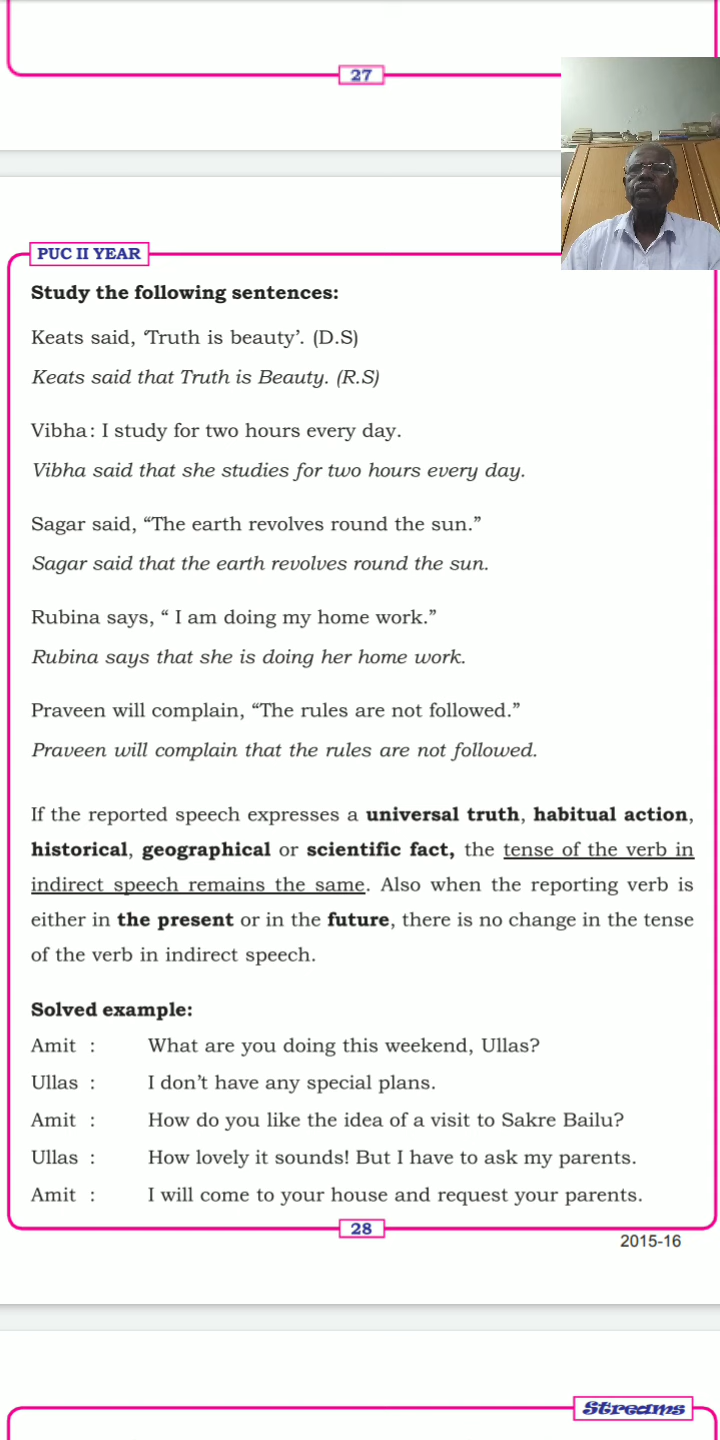 27
PUC II YEAR
Study the following sentences:
Keats said, ‘Truth is beauty’. (D.S)
Keats said that Truth is Beauty. (R.S)
Vibha: I study for two hours every day.
Vibha said that she studies for two hours every day.
Sagar said, “The earth revolves round the sun.”
Sagar said that the earth revolves round the sun.
Rubina says, “ I am doing my home work.”
Rubina says that she is doing her home work.
Praveen will complain, “The rules are not followed.”
Praveen will complain that the rules are not followed.
If the reported speech expresses a universal truth, habitual action,
historical, geographical or scientific fact, the tense of the verb in
indirect speech remains the same. Also when the reporting verb is
either in the present or in the future, there is no change in the tense
of the verb in indirect speech.
Solved example:
Amit : What are you doing this weekend, Ullas?
Ullas : I don’t have any special plans.
Amit : How do you like the idea of a visit to Sakre Bailu?
Ullas : How lovely it sounds! But I have to ask my parents.
Amit : I will come to your house and request your parents.
28
2015-16
Streams